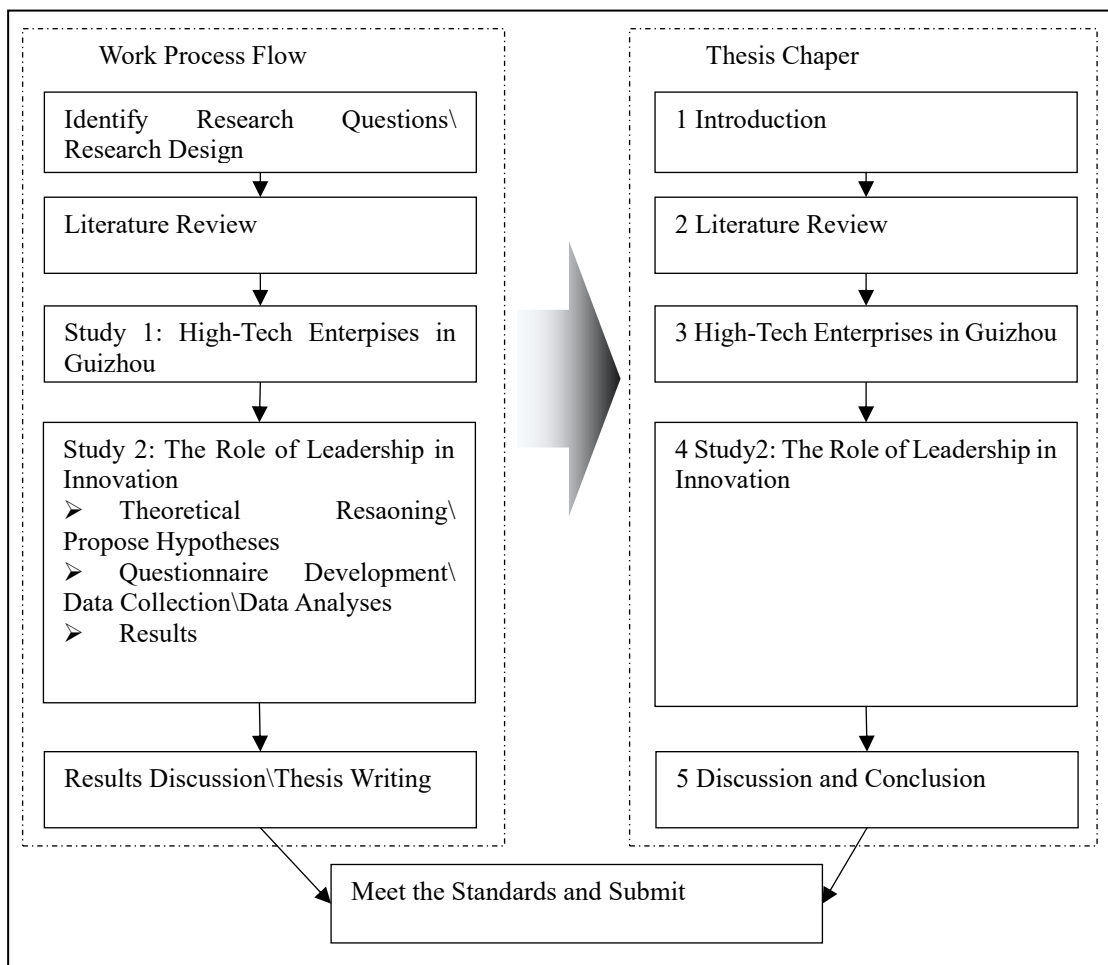 Work Process Flow
Identify Research Questions\
Research Design
Literature Review
Study 1: High-Tech Enterpises in
Guizhou
Study 2: The Role of Leadership in
Innovation
➢ Theoretical Resaoning\
Propose Hypotheses
➢ Questionnaire Development\
Data Collection\Data Analyses
➢ Results
Results Discussion\Thesis Writing
Thesis Chaper
1 Introduction
2 Literature Review
3 High-Tech Enterprises in Guizhou
4 Study2: The Role of Leadership in
Innovation
5 Discussion and Conclusion
Meet the Standards and Submit